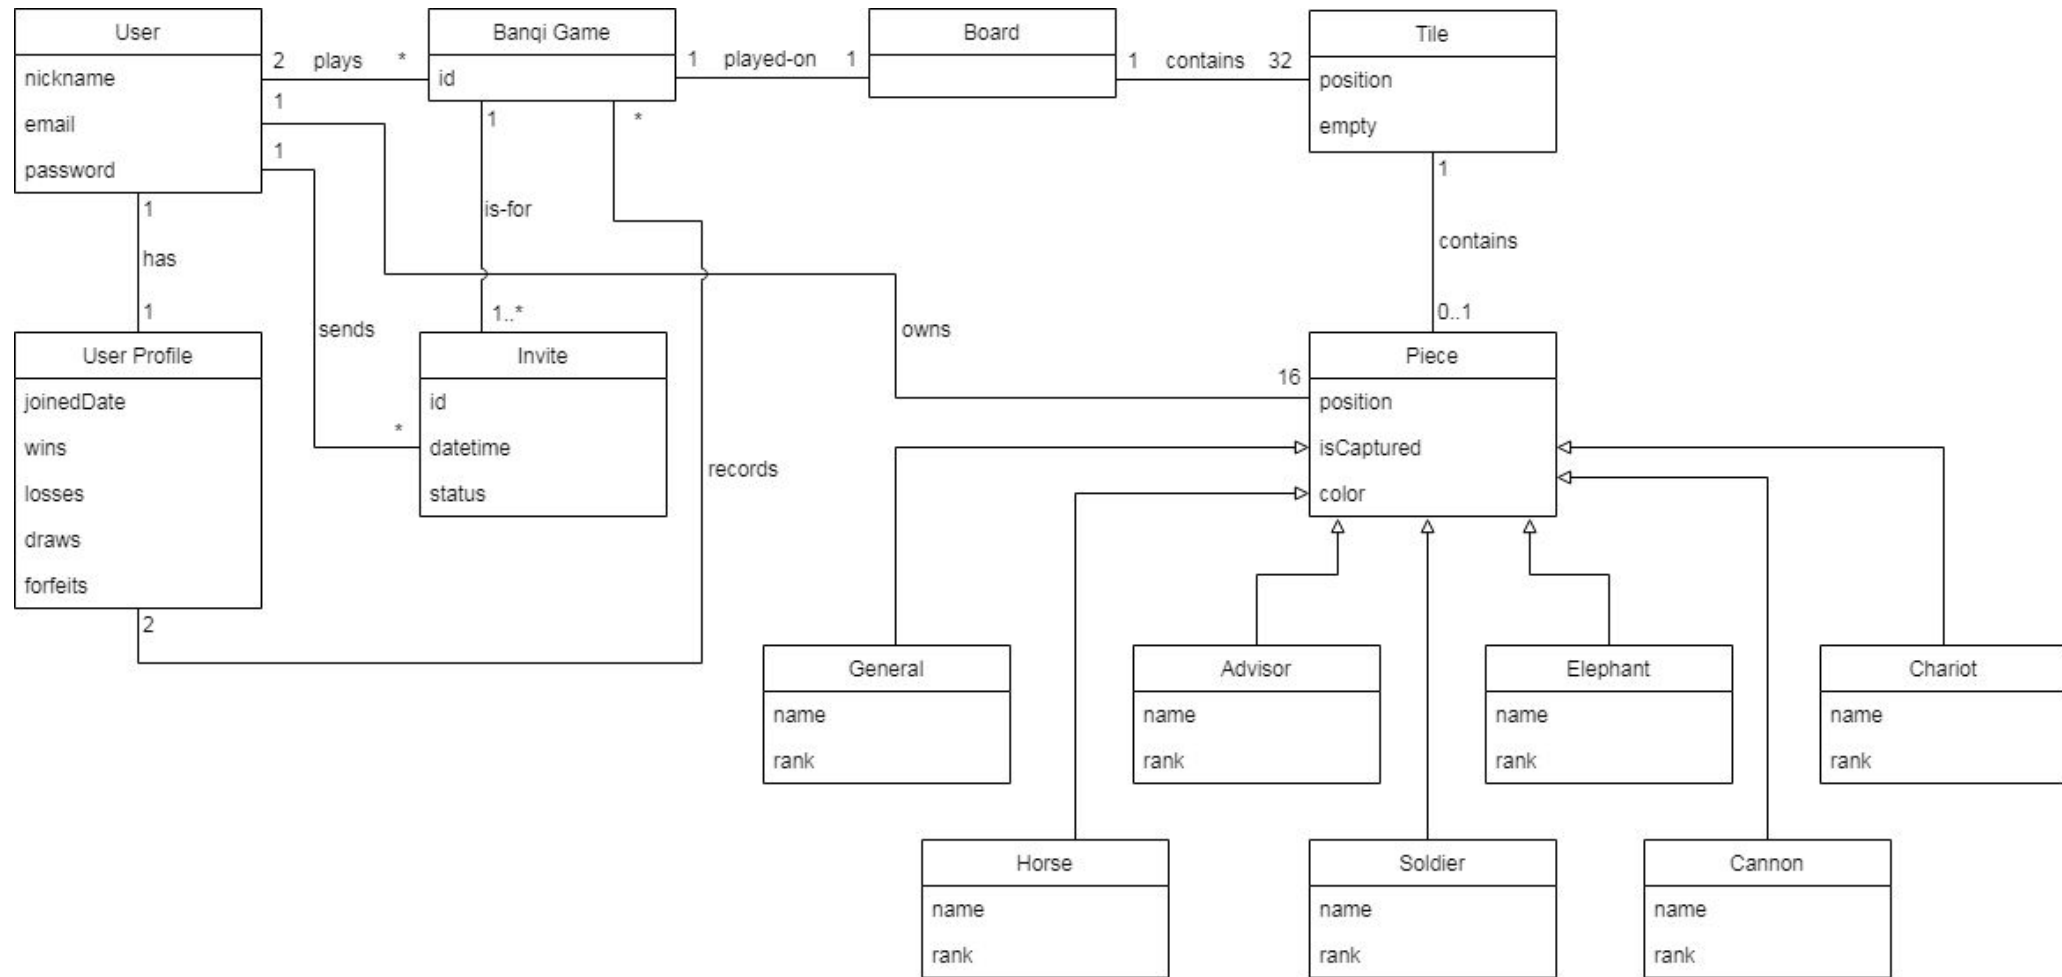 User
nickname
email
password
2 plays *
1
1
Banqi Game
id
1 played-on 1
Board
1 contains 32
Tile
position
empty
1
has
1
sends
*
1
is-for
1..*
*
records
2
owns
16
1
contains
0..1
User Profile
joinedDate
wins
losses
draws
forfeits
Invite
id
datetime
status
Piece
position
isCaptured
color
General
name
rank
Advisor
name
rank
Elephant
name
rank
Chariot
name
rank
Horse
name
rank
Soldier
name
rank
Cannon
name
rank